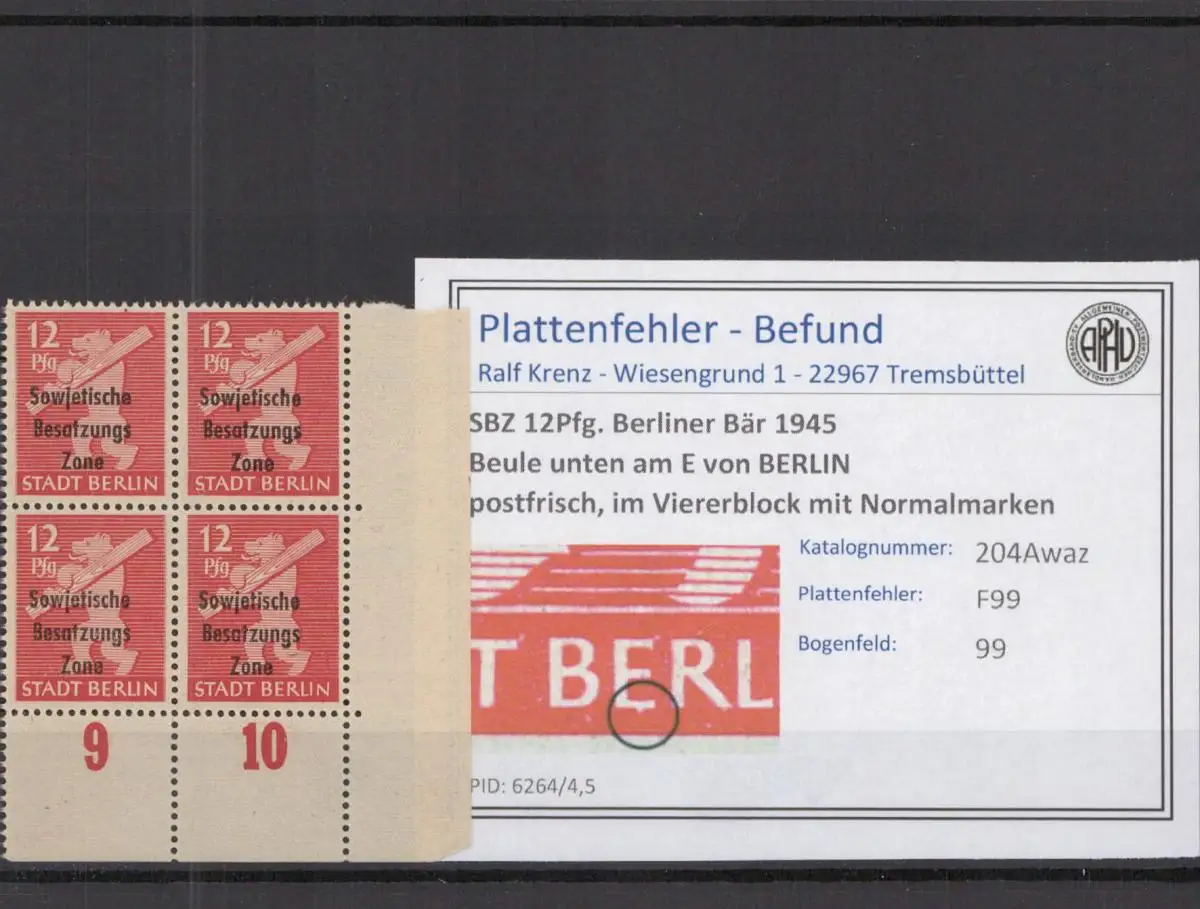 12
Pfg
Sowjetische
Besatzungs
Zone
STADT BERLIN
12
Pfg
Sowjetische
Besatzungs
Zone
STADT BERLIN
12
Pfg
Sowjetische
Besatzungs
Zone
STADT BERLIN
12
Pfg
Sowjetische
Besatzungs
Zone
STADT BERLIN
9
10
Plattenfehler - Befund
Ralf Krenz - Wiesengrund 1 - 22967 Tremsbüttel
APHV
SBZ 12Pfg. Berliner Bär 1945
Beule unten am E von BERLIN
postfrisch, im Viererblock mit Normalmarken
T BERL
Katalognummer: 204Awaz
Plattenfehler: F99
Bogenfeld: 99
PID: 6264/4,5